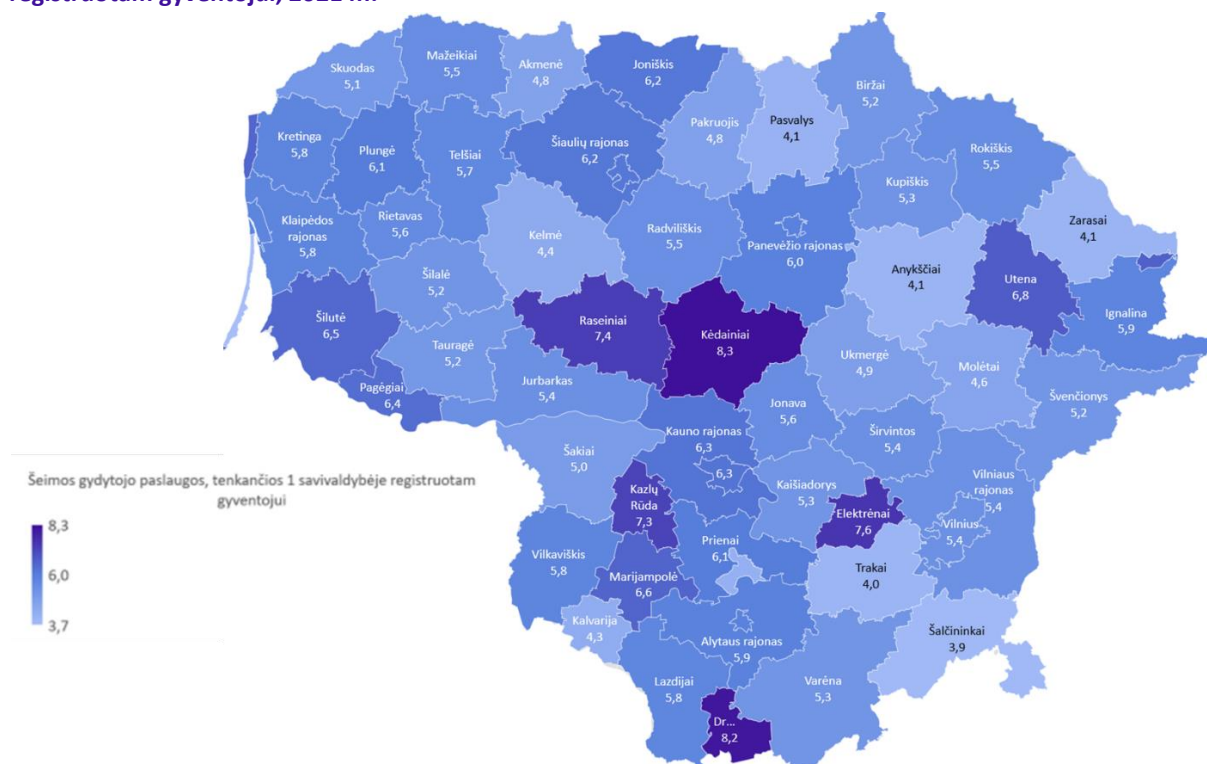 registruotam gyventojui, 2021 m.
Skuodas
5,1
Mažeikiai
5,5
Akmenė
4,8
Joniškis
6,2
Pakruojis
4,8
Pasvalys
4,1
Biržai
5,2
Kretinga
5,8
Plungė
6,1
Telšiai
5,7
Šiaulių rajonas
6,2
Rokiškis
5,5
Kupiškis
5,3
Klaipėdos
rajonas
5,8
Rietavas
5,6
Kelmė
4,4
Radviliškis
5,5
Panevėžio rajonas
6,0
Zarasai
4,1
Anykščiai
4,1
Utena
6,8
Ignalina
5,9
Šilalė
5,2
Šilutė
6,5
Raseiniai
7,4
Kėdainiai
8,3
Tauragė
5,2
Ukmergė
4,9
Molėtai
4,6
Pagėgiai
6,4
Jurbarkas
5,4
Jonava
5,6
Švenčionys
5,2
Širvintos
5,4
Kauno rajonas
6,3
6,3
Šakiai
5,0
Kaišiadorys
5,3
Vilniaus
rajonas
5,4
Vilnius
5,4
Kazlų
Rūda
7,3
Elektrėnai
7,6
Prienai
6,1
Vilkaviškis
5,8
Marijampolė
6,6
Trakai
4,0
Kalvarija
4,3
Alytaus rajonas
5,9
Šalčininkai
3,9
Lazdijai
5,8
Varėna
5,3
Dr...
8,2
Šeimos gydytojo paslaugos, tenkančios 1 savivaldybėje registruotam
gyventojui
8,3
6,0
3,7